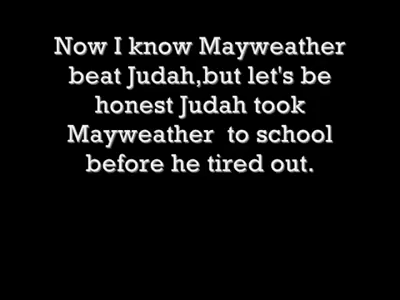 Now I know Mayweather
beat Judah,but let's be
honest Judah took
Mayweather  to school
before he tired out.